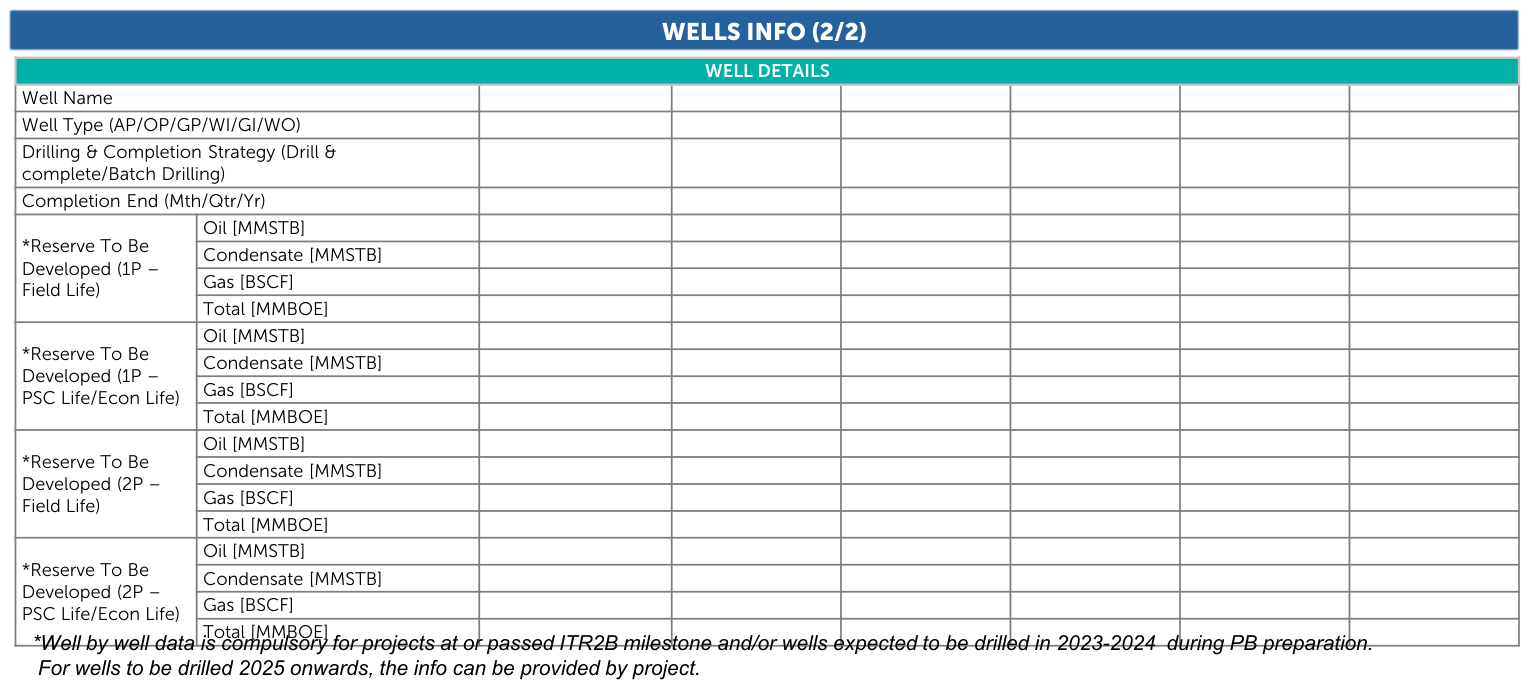 WELLS INFO (2/2)
WELL DETAILS
Well Name
Well Type (AP/OP/GP/WI/GI/WO)
Drilling & Completion Strategy (Drill &
complete/Batch Drilling)
Completion End (Mth/Qtr/Yr)
*Reserve To Be
Developed (1P –
Field Life)
Oil [MMSTB]
Condensate [MMSTB]
Gas [BSCF]
Total [MMBOE]
*Reserve To Be
Developed (1P –
PSC Life/Econ Life)
Oil [MMSTB]
Condensate [MMSTB]
Gas [BSCF]
Total [MMBOE]
*Reserve To Be
Developed (2P –
Field Life)
Oil [MMSTB]
Condensate [MMSTB]
Gas [BSCF]
Total [MMBOE]
*Reserve To Be
Developed (2P –
PSC Life/Econ Life)
Oil [MMSTB]
Condensate [MMSTB]
Gas [BSCF]
Total [MMBOE]
*Well by well data is compulsory for projects at or passed ITR2B milestone and/or wells expected to be drilled in 2023-2024 during PB preparation.
For wells to be drilled 2025 onwards, the info can be provided by project.